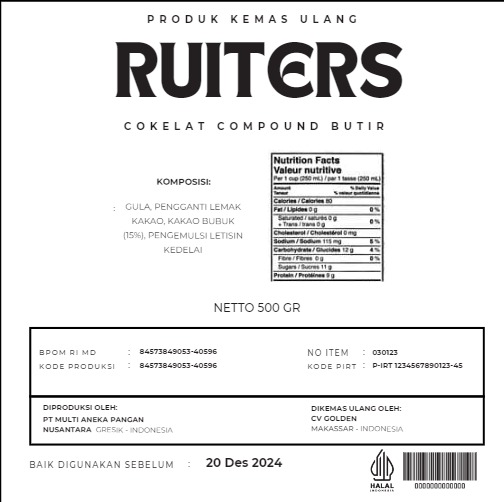 PRODUK KEMAS ULANG
RUITERS
COKELAT COMPOUND BUTIR
KOMPOSISI:
: GULA, PENGGANTI LEMAK
KAKAO, KAKAO BUBUK
(15%), PENGEMULSI LETISIN
KEDELAI
Nutrition Facts
Valeur nutritive
Per 1 cup (250 mL) / par 1 tasse (250 mL)
Amount % Daily Value
Teneur % valeur quotidienne
Calories / Calories 80
Fat / Lipides 0 g 0 %
Saturated / saturés 0 g
+ Trans / trans 0 g 0 %
Cholesterol / Cholestérol 0 mg
Sodium / Sodium 115 mg 5 %
Carbohydrate / Glucides 12 g 4 %
Fibre / Fibres 0 g 0 %
Sugars / Sucres 11 g
Protein / Protéines 9 g
NETTO 500 GR
BPOM RI MD : 84573849053-40596
KODE PRODUKSI : 84573849053-40596
NO ITEM : 030123
KODE PIRT : P-IRT 1234567890123-45
DIPRODUKSI OLEH:
PT MULTI ANEKA PANGAN
NUSANTARA GRESIK - INDONESIA
DIKEMAS ULANG OLEH:
CV GOLDEN
MAKASSAR - INDONESIA
BAIK DIGUNAKAN SEBELUM : 20 Des 2024
HALAL
INDONESIA
0000000000000